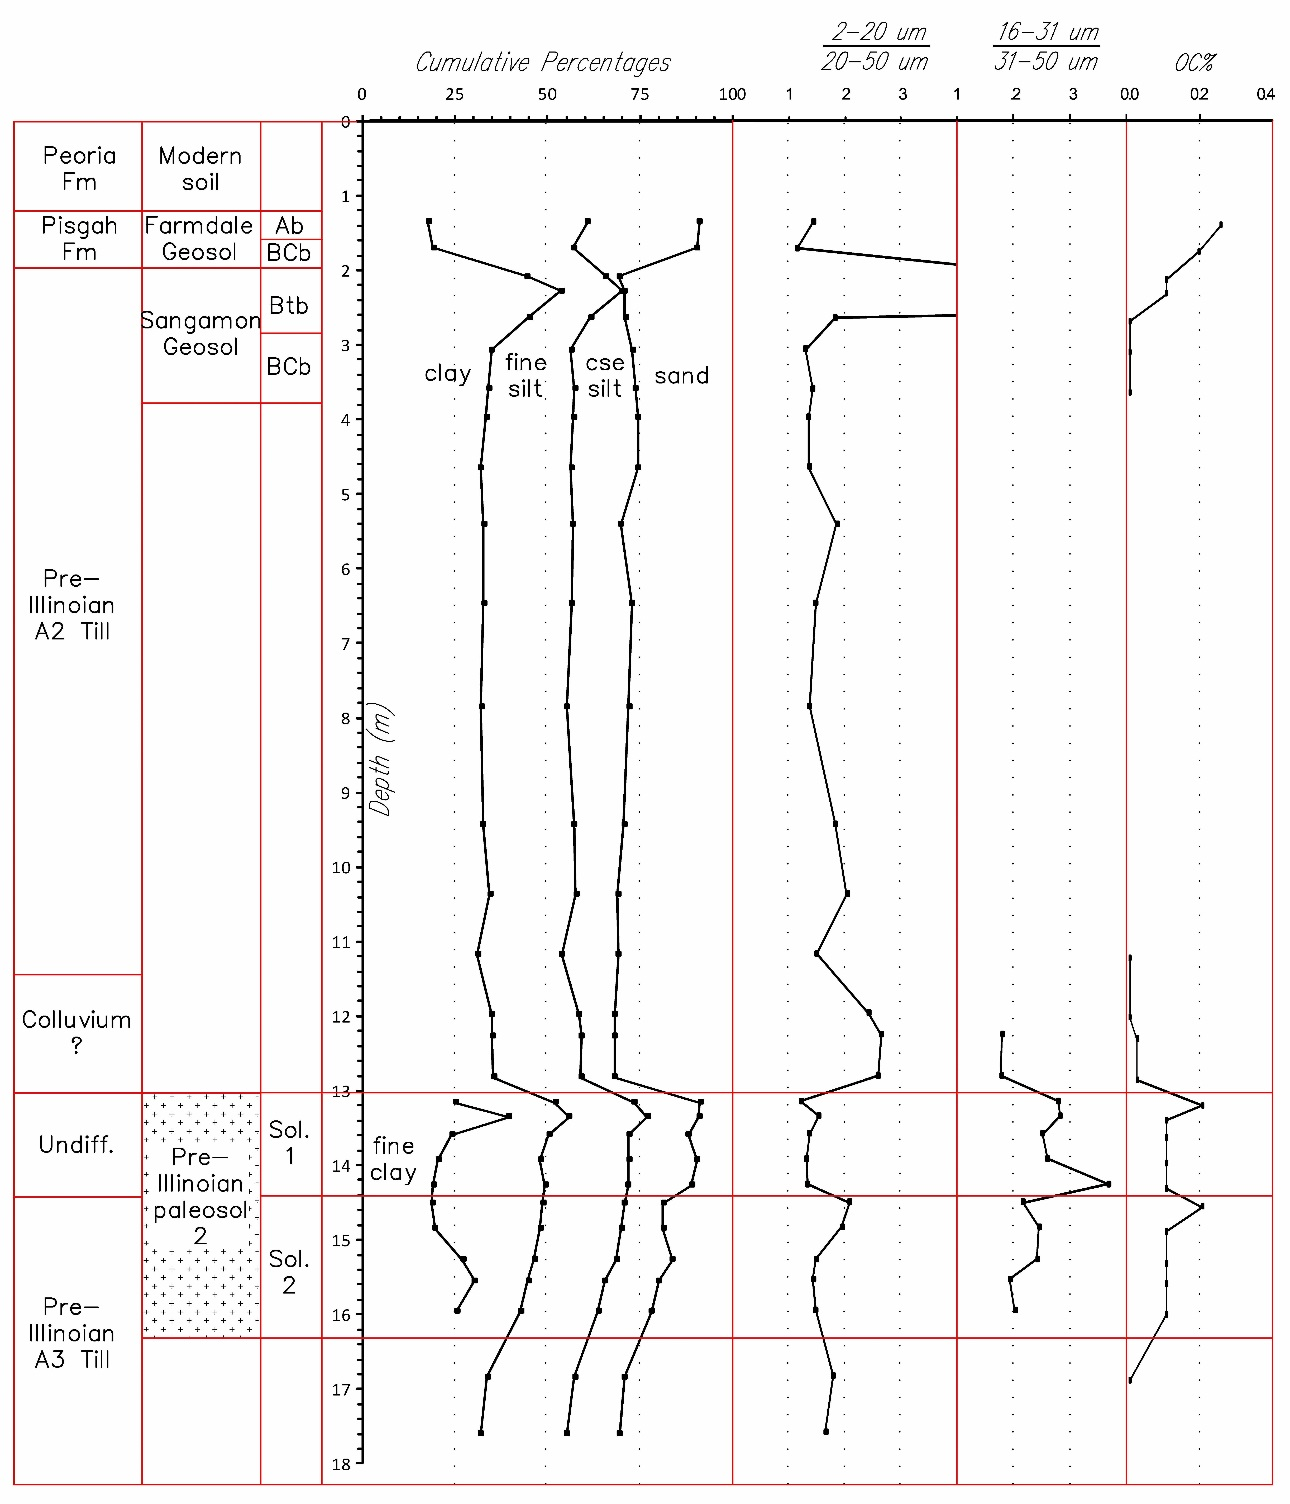 2–20 um
16–31 um
Cumulative Percentages
20–50 um
31–50 um
OC%
0 25 50 75 100 1 2 3 1 2 3 0.0 0.2 0.4
0
Peoria
Fm
Modern
soil
1
Pisgah
Fm
Farmdale
Geosol
Ab
BCb
2
Sangamon
Geosol
Btb
BCb
3
clay
fine
silt
cse
silt
sand
4
5
6
Pre–
Illinoian
A2 Till
7
8
Depth (m)
9
10
11
Colluvium
?
12
13
Undiff.
Pre–
Illinoian
paleosol
2
Sol.
1
fine
clay
14
15
Sol.
2
Pre–
Illinoian
A3 Till
16
17
18